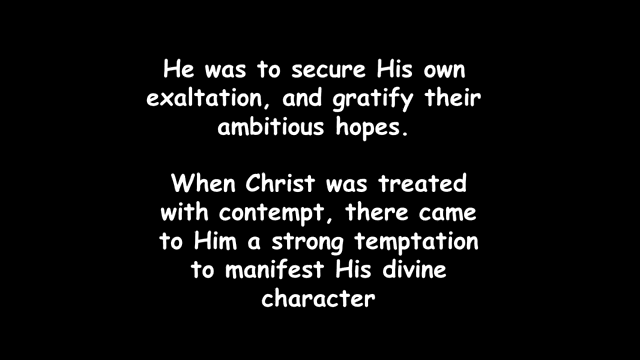 He was to secure His own
exaltation, and gratify their
ambitious hopes.
When Christ was treated
with contempt, there came
to Him a strong temptation
to manifest His divine
character